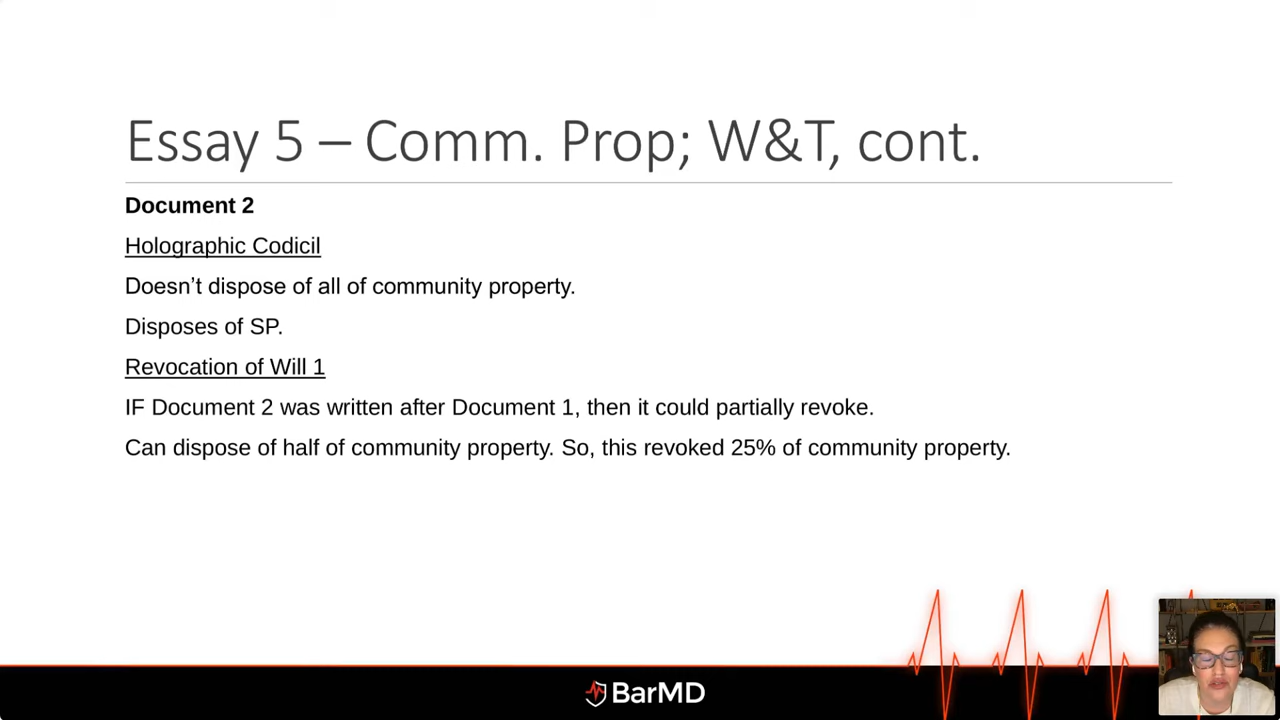 Essay 5 – Comm. Prop; W&T, cont.
Document 2
Holographic Codicil
Doesn’t dispose of all of community property.
Disposes of SP.
Revocation of Will 1
IF Document 2 was written after Document 1, then it could partially revoke.
Can dispose of half of community property. So, this revoked 25% of community property.
BarMD